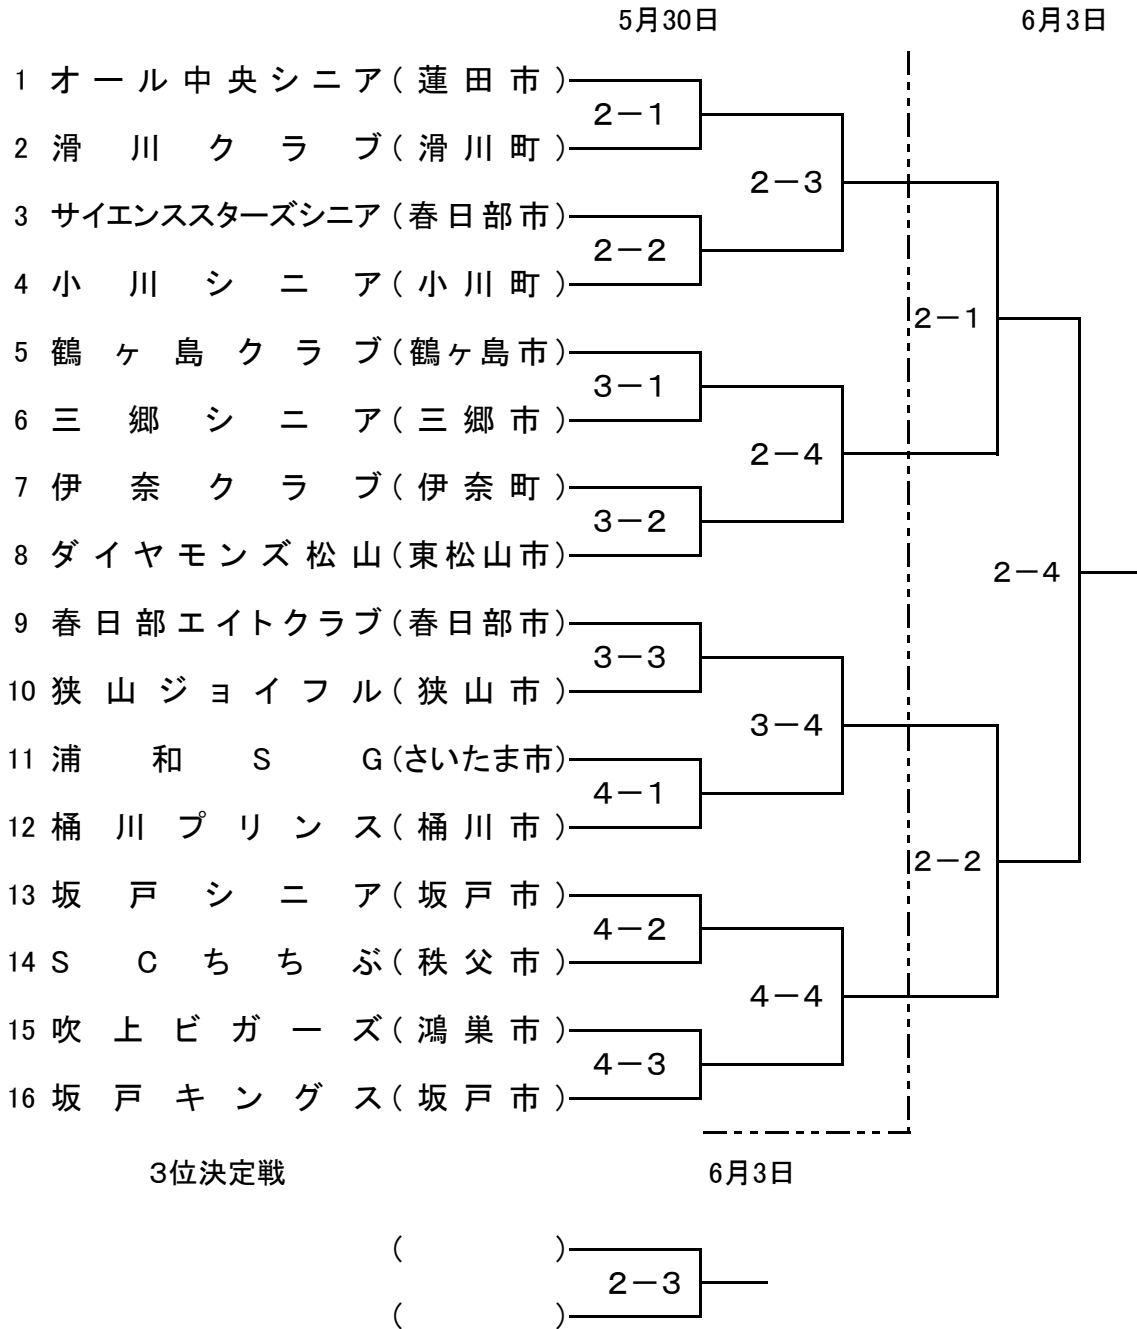 5月30日 6月3日
1 オール中央シニア(蓮田市)
2－1
2 滑川クラブ(滑川町)
2－3
3 サイエンススターズシニア(春日部市)
2－2
4 小川シニア(小川町)
2－1
5 鶴ヶ島クラブ(鶴ヶ島市)
3－1
6 三郷シニア(三郷市)
2－4
7 伊奈クラブ(伊奈町)
3－2
8 ダイヤモンズ松山(東松山市)
2－4
9 春日部エイトクラブ(春日部市)
3－3
10 狭山ジョイフル(狭山市)
3－4
11 浦和SG(さいたま市)
4－1
12 桶川プリンス(桶川市)
2－2
13 坂戸シニア(坂戸市)
4－2
14 SCちちぶ(秩父市)
4－4
15 吹上ビガーズ(鴻巣市)
4－3
16 坂戸キングス(坂戸市)
3位決定戦 6月3日
( )
2－3
( )